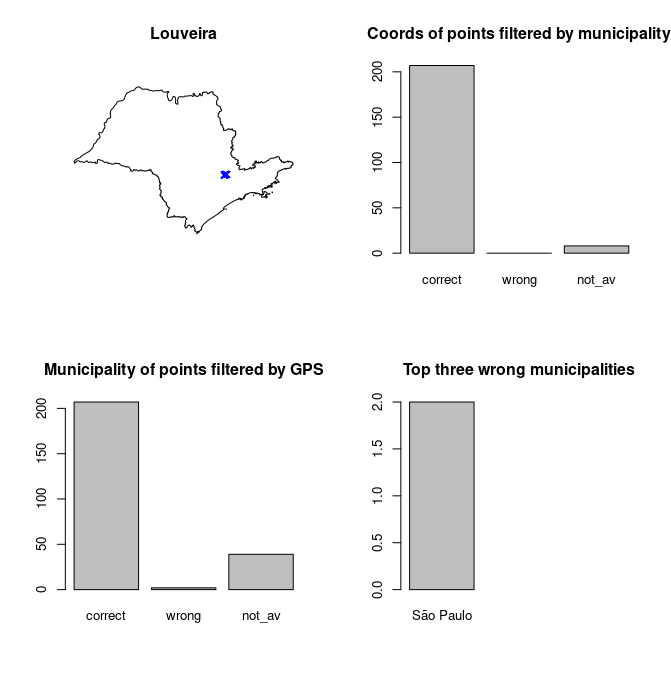 Louveira
Coords of points filtered by municipality
0
50
100
150
200
correct
wrong
not_av
Municipality of points filtered by GPS
0
50
100
150
200
correct
wrong
not_av
Top three wrong municipalities
0.0
0.5
1.0
1.5
2.0
São Paulo